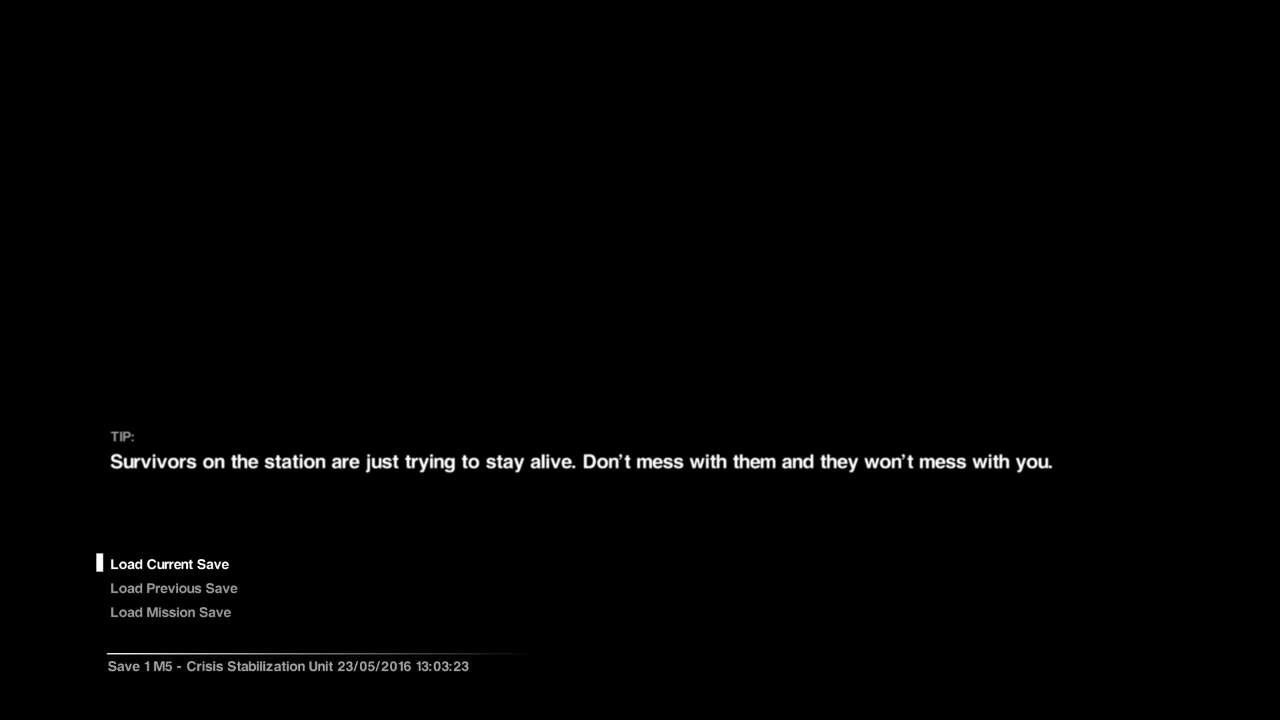 TIP:
Survivors on the station are just trying to stay alive. Don’t mess with them and they won’t mess with you.
Load Current Save
Load Previous Save
Load Mission Save
Save 1 M5 - Crisis Stabilization Unit 23/05/2016 13:03:23